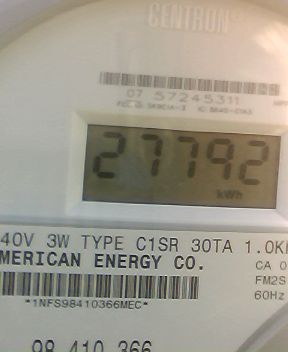 CENTRON
07 57245311
27792
kWh
40V 3W TYPE C1SR 30TA 1.0K
MERICAN ENERGY CO.
CA 0
FM2S
60Hz
*1NFS98410366MEC*
98 410 366